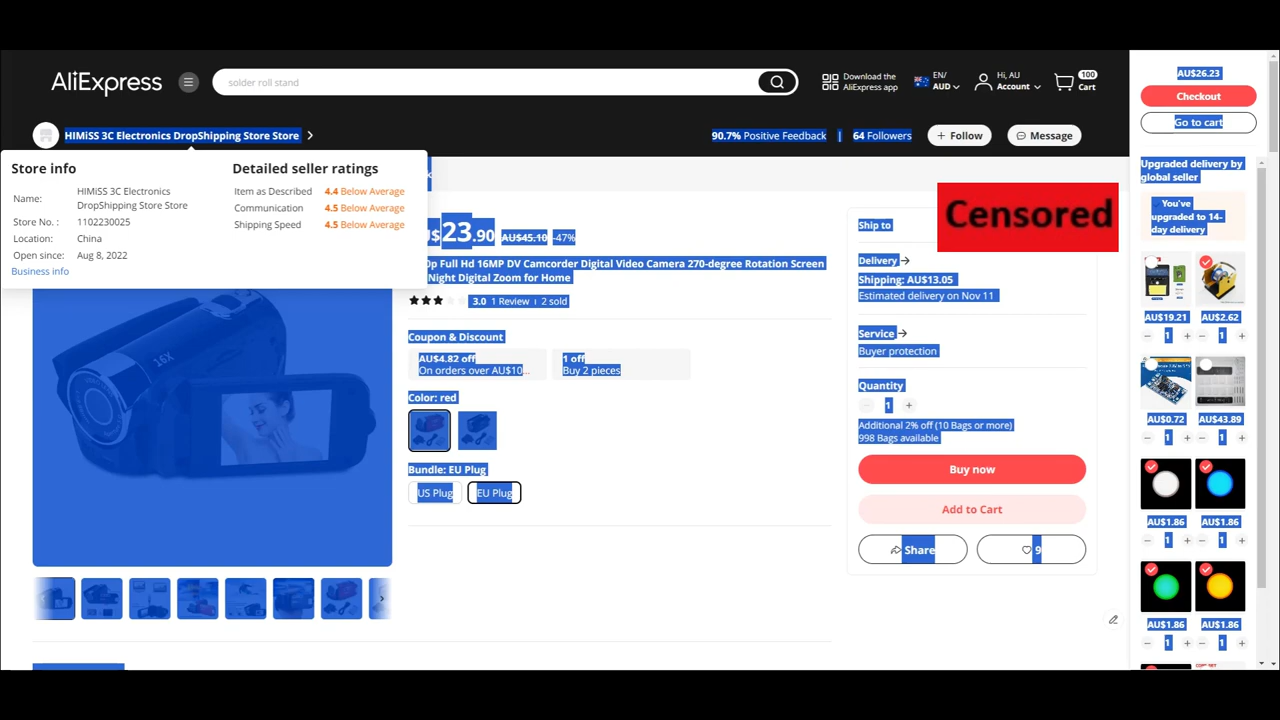 AliExpress
solder roll stand
Download the
AliExpress app
EN/
AUD
Hi, AU
Account
100
Cart
HIMiSS 3C Electronics DropShipping Store Store
90.7% Positive Feedback | 64 Followers
+ Follow
Message
Store info
Name:
HIMiSS 3C Electronics
DropShipping Store Store
Store No. : 1102230025
Location: China
Open since: Aug 8, 2022
Business info
Detailed seller ratings
Item as Described 4.4 Below Average
Communication 4.5 Below Average
Shipping Speed 4.5 Below Average
23.90 AU$45.10 -47%
Full Hd 16MP DV Camcorder Digital Video Camera 270-degree Rotation Screen
Night Digital Zoom for Home
3.0 1 Review 2 sold
Coupon & Discount
AU$4.82 off
On orders over AU$10...
1 off
Buy 2 pieces
Color: red
Bundle: EU Plug
US Plug
EU Plug
16X
Ship to
Censored
Delivery
Shipping: AU$13.05
Estimated delivery on Nov 11
Service
Buyer protection
Quantity
1 +
Additional 2% off (10 Bags or more)
998 Bags available
Buy now
Add to Cart
Share
9
AU$26.23
Checkout
Go to cart
Upgraded delivery by
global seller
You've
upgraded to 14-
day delivery
AU$19.21 AU$2.62
1 + 1 +
AU$0.72 AU$43.89
1 + 1 +
AU$1.86 AU$1.86
1 + 1 +
AU$1.86 AU$1.86
1 + 1 +